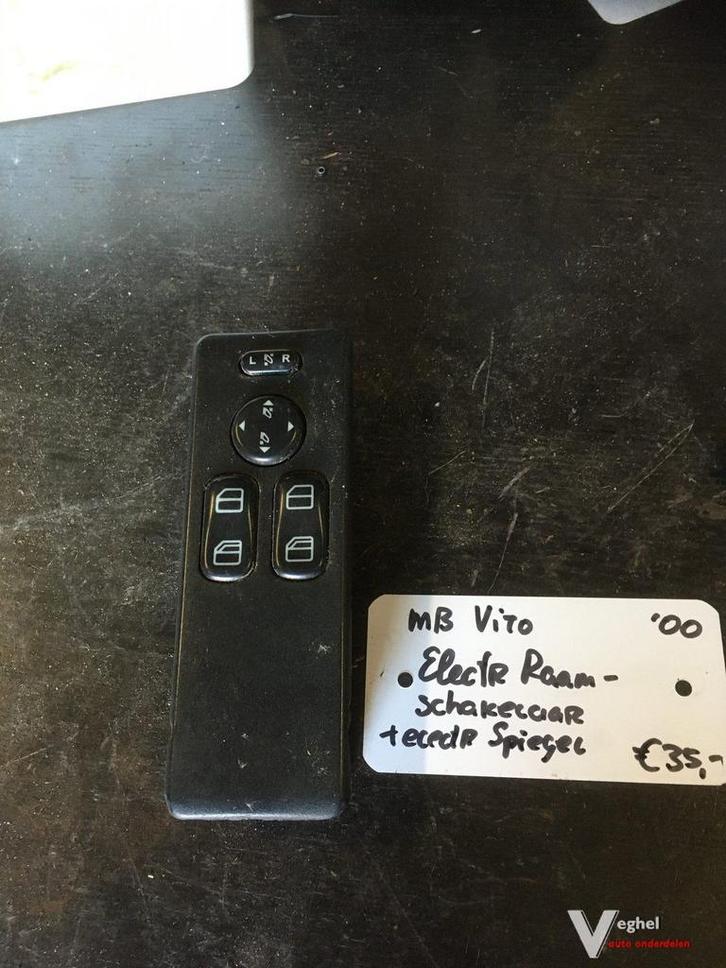 L R
MB Vito '00
Electr Raam-
schakelaar
+ electr Spiegel
€35,-
Veghel
auto onderdelen